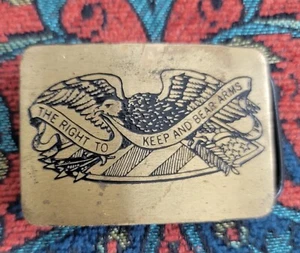 THE RIGHT TO
KEEP AND BEAR ARMS